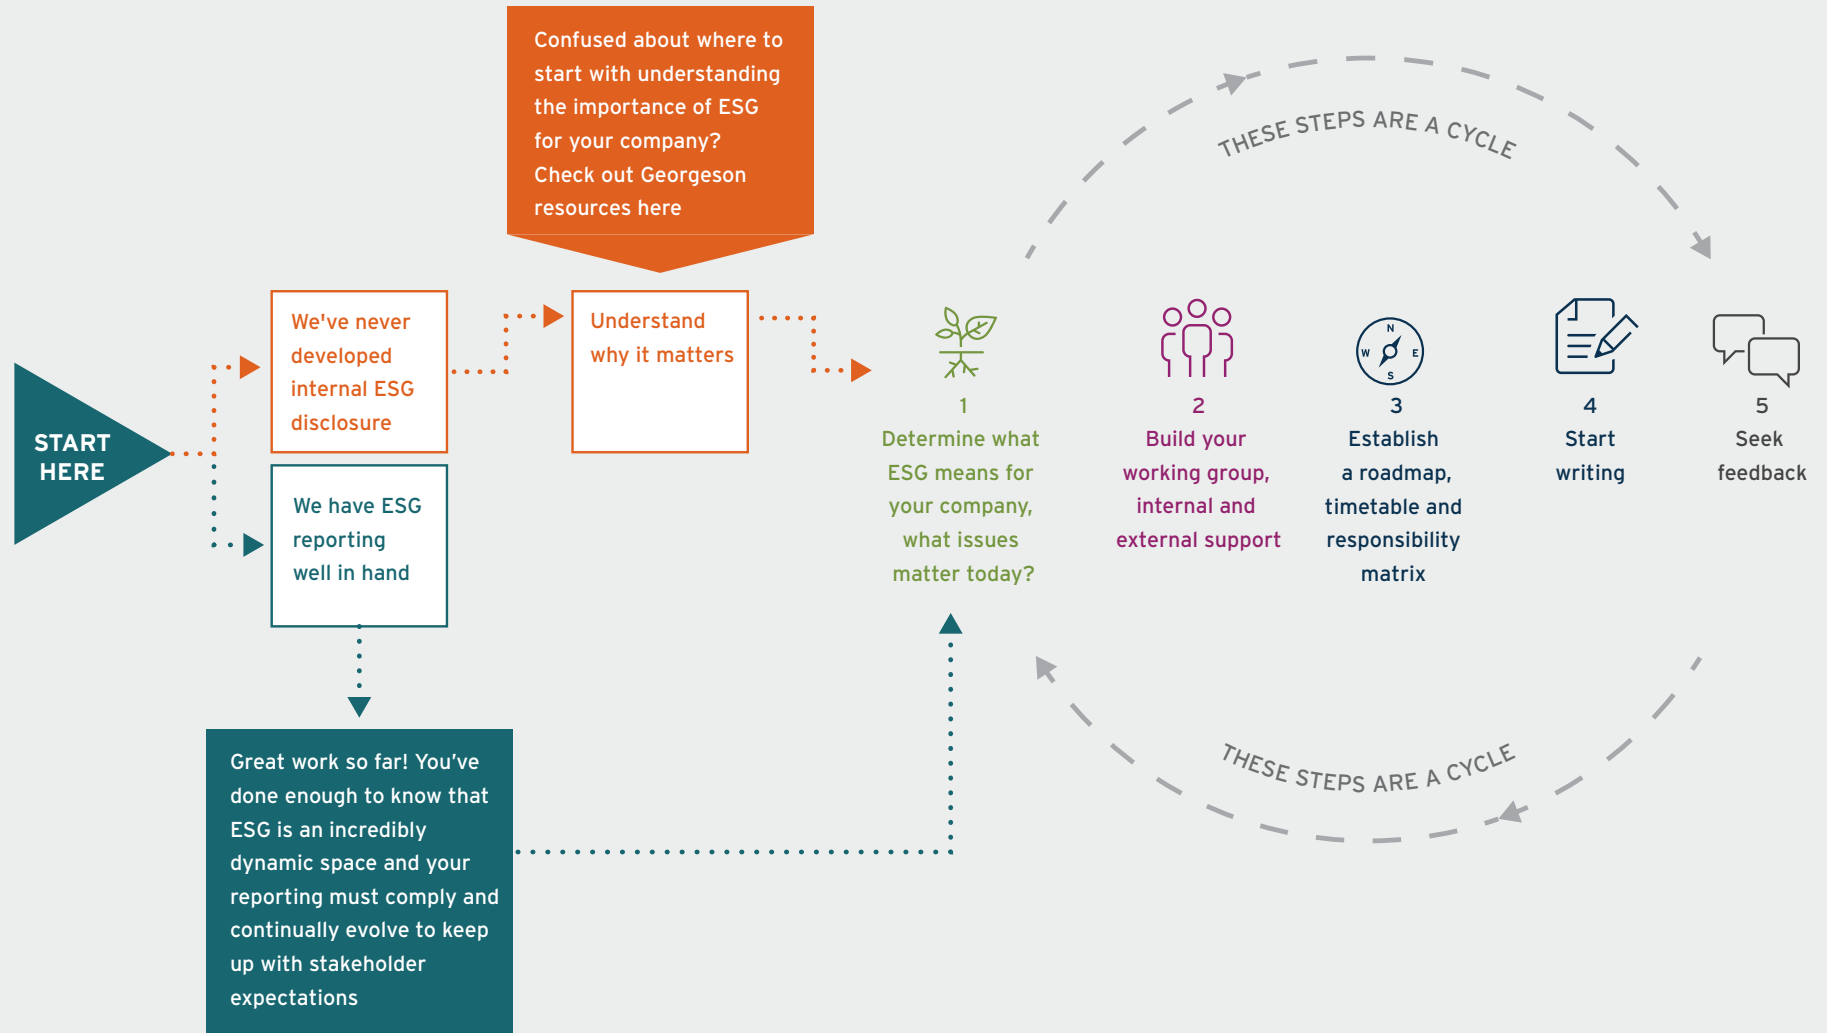 START
HERE
We've never
developed
internal ESG
disclosure
We have ESG
reporting
well in hand
Great work so far! You’ve
done enough to know that
ESG is an incredibly
dynamic space and your
reporting must comply and
continually evolve to keep
up with stakeholder
expectations
Confused about where to
start with understanding
the importance of ESG
for your company?
Check out Georgeson
resources here
Understand
why it matters
THESE STEPS ARE A CYCLE
1
Determine what
ESG means for
your company,
what issues
matter today?
2
Build your
working group,
internal and
external support
N
W E
S
3
Establish
a roadmap,
timetable and
responsibility
matrix
4
Start
writing
5
Seek
feedback
THESE STEPS ARE A CYCLE